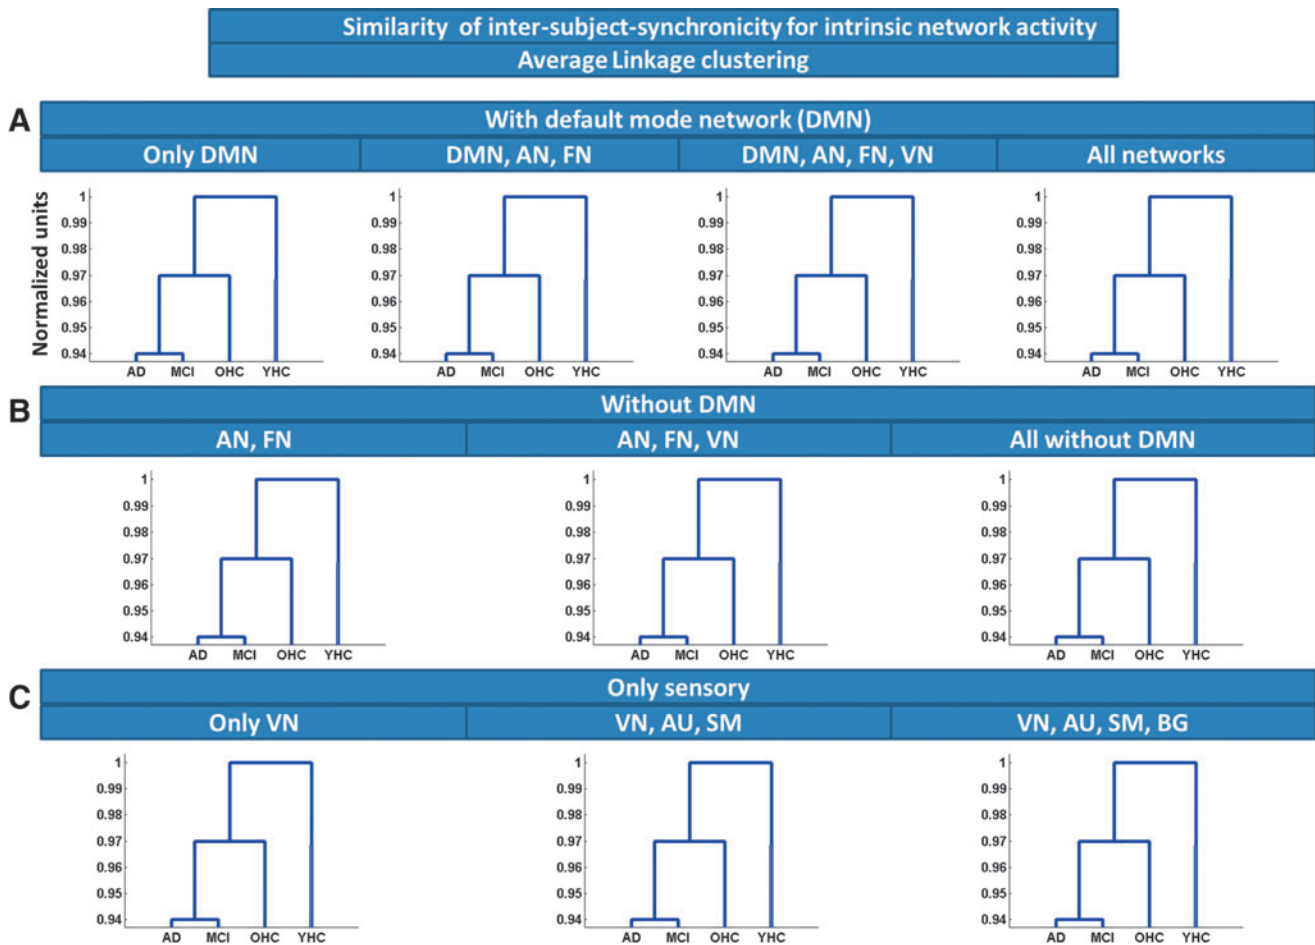 Similarity of inter-subject-synchronicity for intrinsic network activity
Average Linkage clustering
A
With default mode network (DMN)
Only DMN
DMN, AN, FN
DMN, AN, FN, VN
All networks
Normalized units
1
0.99
0.98
0.97
0.96
0.95
0.94
AD MCI OHC YHC
1
0.99
0.98
0.97
0.96
0.95
0.94
AD MCI OHC YHC
1
0.99
0.98
0.97
0.96
0.95
0.94
AD MCI OHC YHC
1
0.99
0.98
0.97
0.96
0.95
0.94
AD MCI OHC YHC
B
Without DMN
AN, FN
AN, FN, VN
All without DMN
1
0.99
0.98
0.97
0.96
0.95
0.94
AD MCI OHC YHC
1
0.99
0.98
0.97
0.96
0.95
0.94
AD MCI OHC YHC
1
0.99
0.98
0.97
0.96
0.95
0.94
AD MCI OHC YHC
C
Only sensory
Only VN
VN, AU, SM
VN, AU, SM, BG
1
0.99
0.98
0.97
0.96
0.95
0.94
AD MCI OHC YHC
1
0.99
0.98
0.97
0.96
0.95
0.94
AD MCI OHC YHC
1
0.99
0.98
0.97
0.96
0.95
0.94
AD MCI OHC YHC